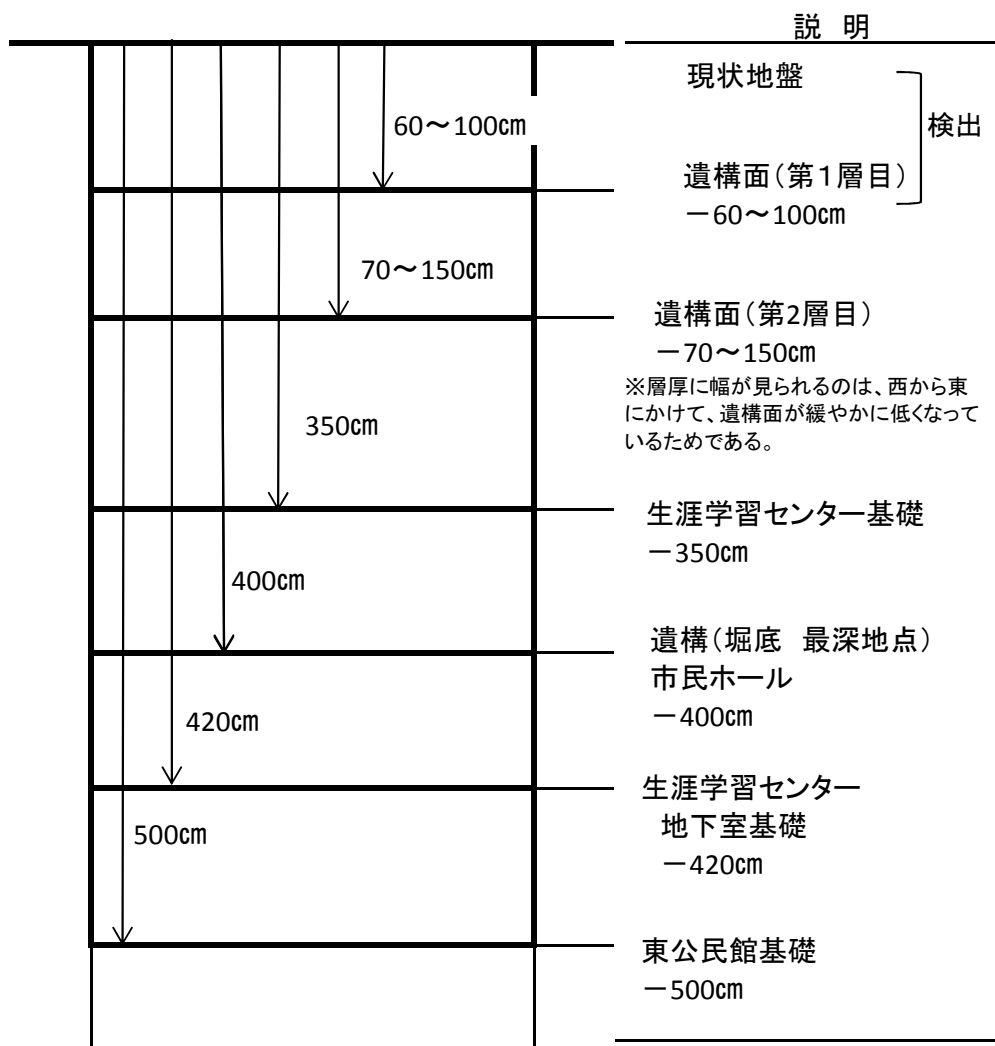 説　明
現状地盤
検出
60～100㎝
遺構面（第１層目）
－60～100㎝
70～150㎝
遺構面（第2層目）
－70～150㎝
※層厚に幅が見られるのは、西から東
にかけて、遺構面が緩やかに低くなって
いるためである。
350㎝
生涯学習センター基礎
－350㎝
400㎝
遺構（堀底　最深地点）
市民ホール
－400㎝
420㎝
生涯学習センター
地下室基礎
－420㎝
500㎝
東公民館基礎
－500㎝